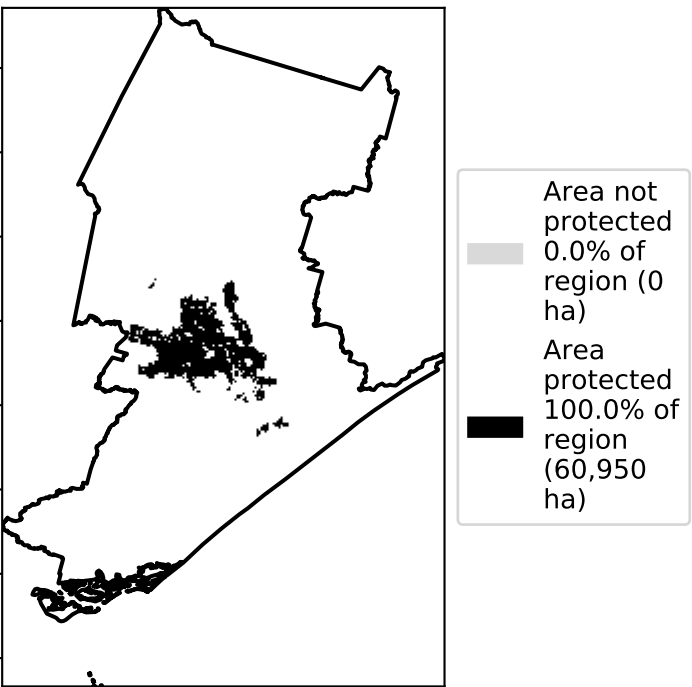 Area not
protected
0.0% of
region (0
ha)
Area
protected
100.0% of
region
(60,950
ha)